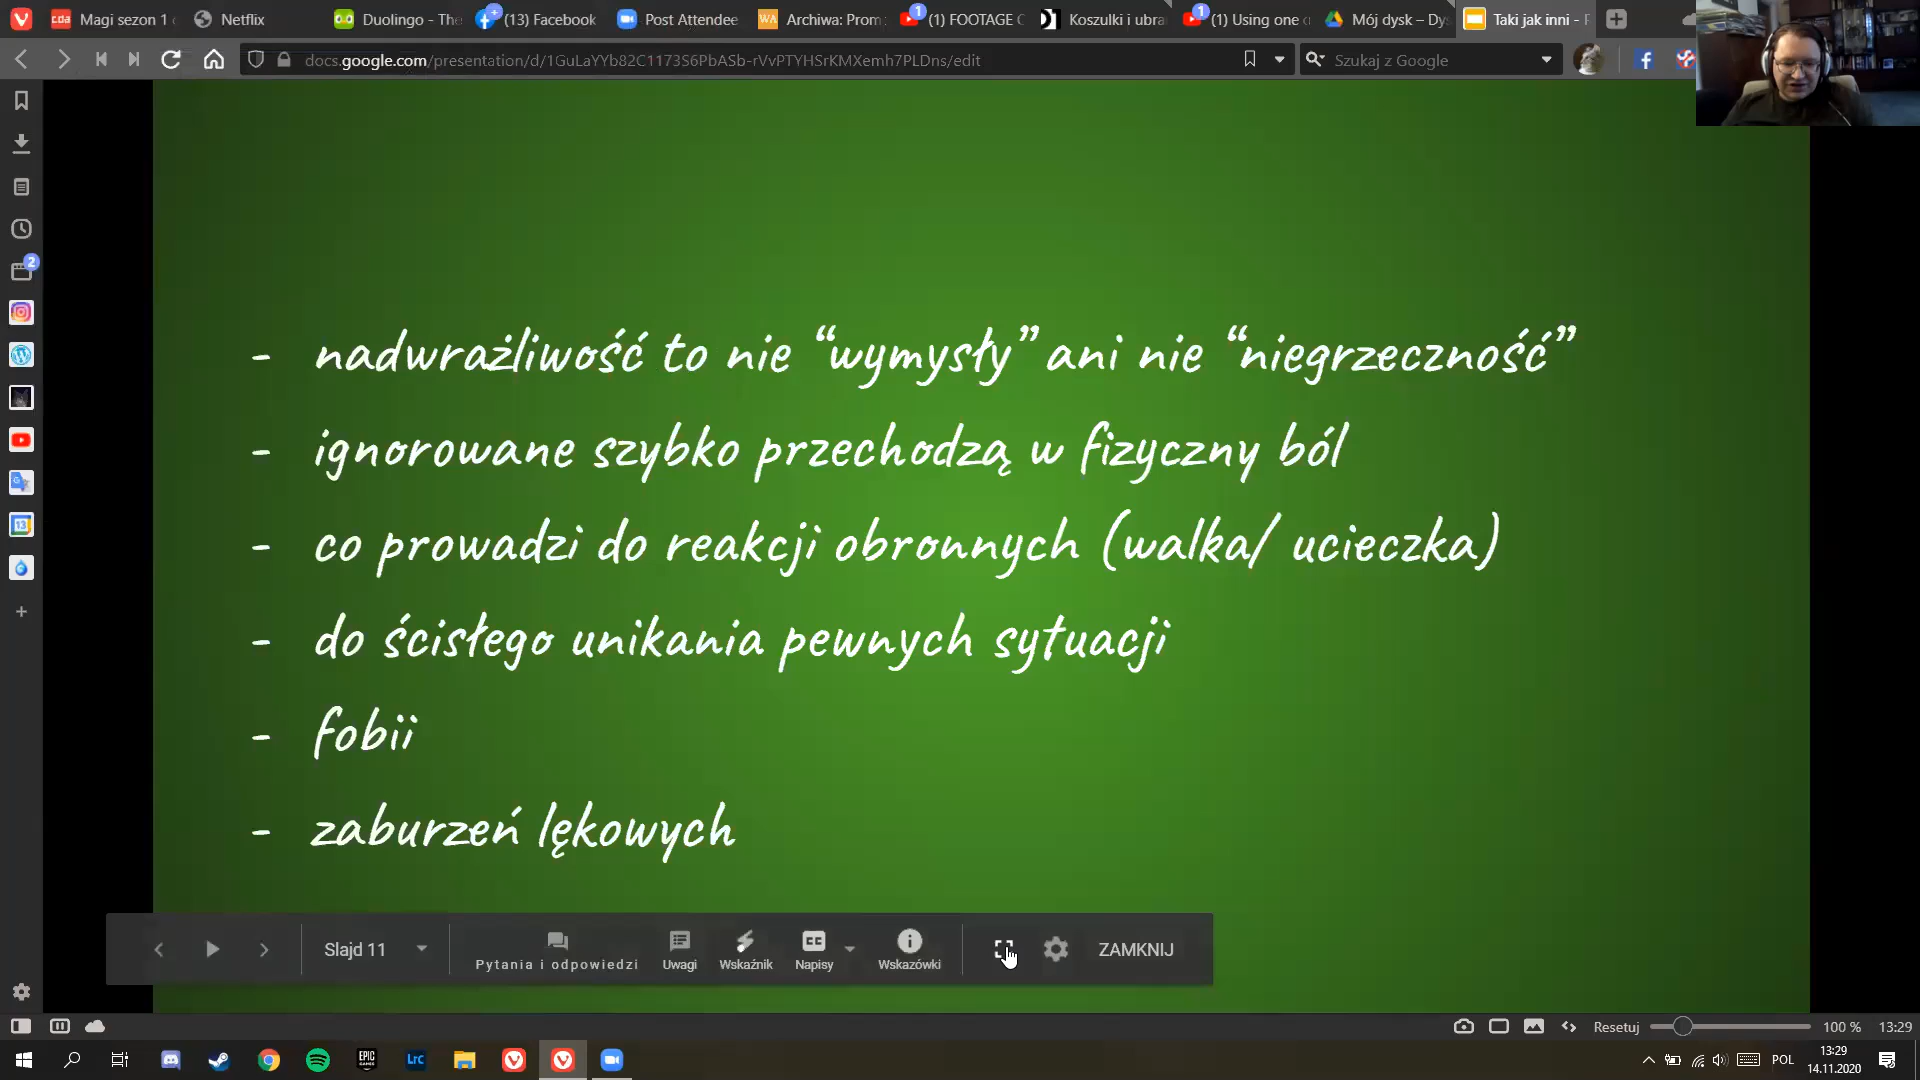 Magi sezon 1
Netflix
Duolingo - The
(13) Facebook
Post Attendee
Archiwa: Prom
(1) FOOTAGE C
Koszulki i ubra
(1) Using one c
Mój dysk – Dys
Taki jak inni - P
docs.google.com/presentation/d/1GuLaYYb82C1173S6PbASb-rVvPTYHSrKMXemh7PLDns/edit
Szukaj z Google
2
- nadwrażliwość to nie “wymysły” ani nie “niegrzeczność”
- ignorowane szybko przechodzą w fizyczny ból
- co prowadzi do reakcji obronnych (walka/ ucieczka)
- do ścisłego unikania pewnych sytuacji
- fobii
- zaburzeń lękowych
Slajd 11
Pytania i odpowiedzi
Uwagi
Wskaźnik
Napisy
Wskazówki
ZAMKNIJ
Resetuj
100 %
13:29
POL
13:29
14.11.2020